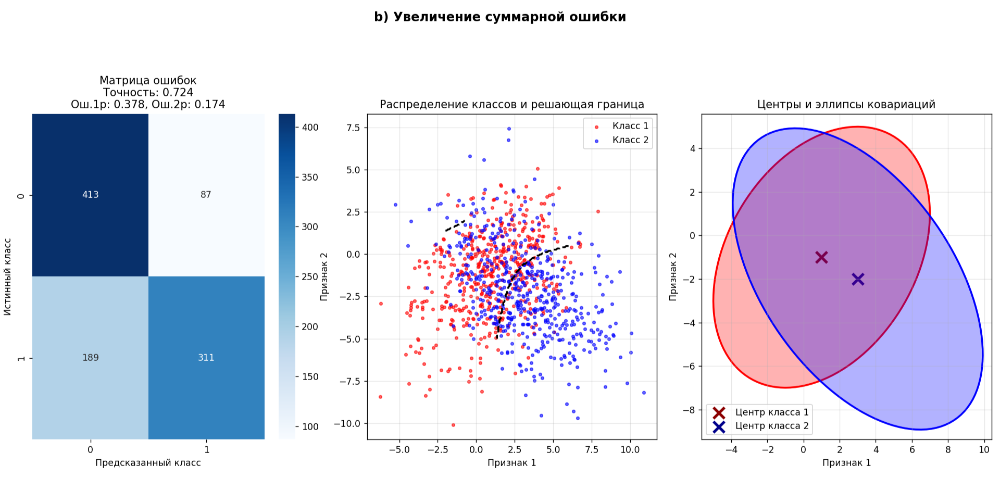 b) Увеличение суммарной ошибки
Матрица ошибок
Точность: 0.724
Ош.1р: 0.378, Ош.2р: 0.174
413
87
189
311
0
1
0
1
Истинный класс
Предсказанный класс
400
350
300
250
200
150
100
Распределение классов и решающая граница
Класс 1
Класс 2
7.5
5.0
2.5
0.0
−2.5
−5.0
−7.5
−10.0
−5.0
−2.5
0.0
2.5
5.0
7.5
10.0
Признак 2
Признак 1
Центры и эллипсы ковариаций
4
2
0
−2
−4
−6
−8
−4
−2
0
2
4
6
8
10
Признак 2
Признак 1
Центр класса 1
Центр класса 2